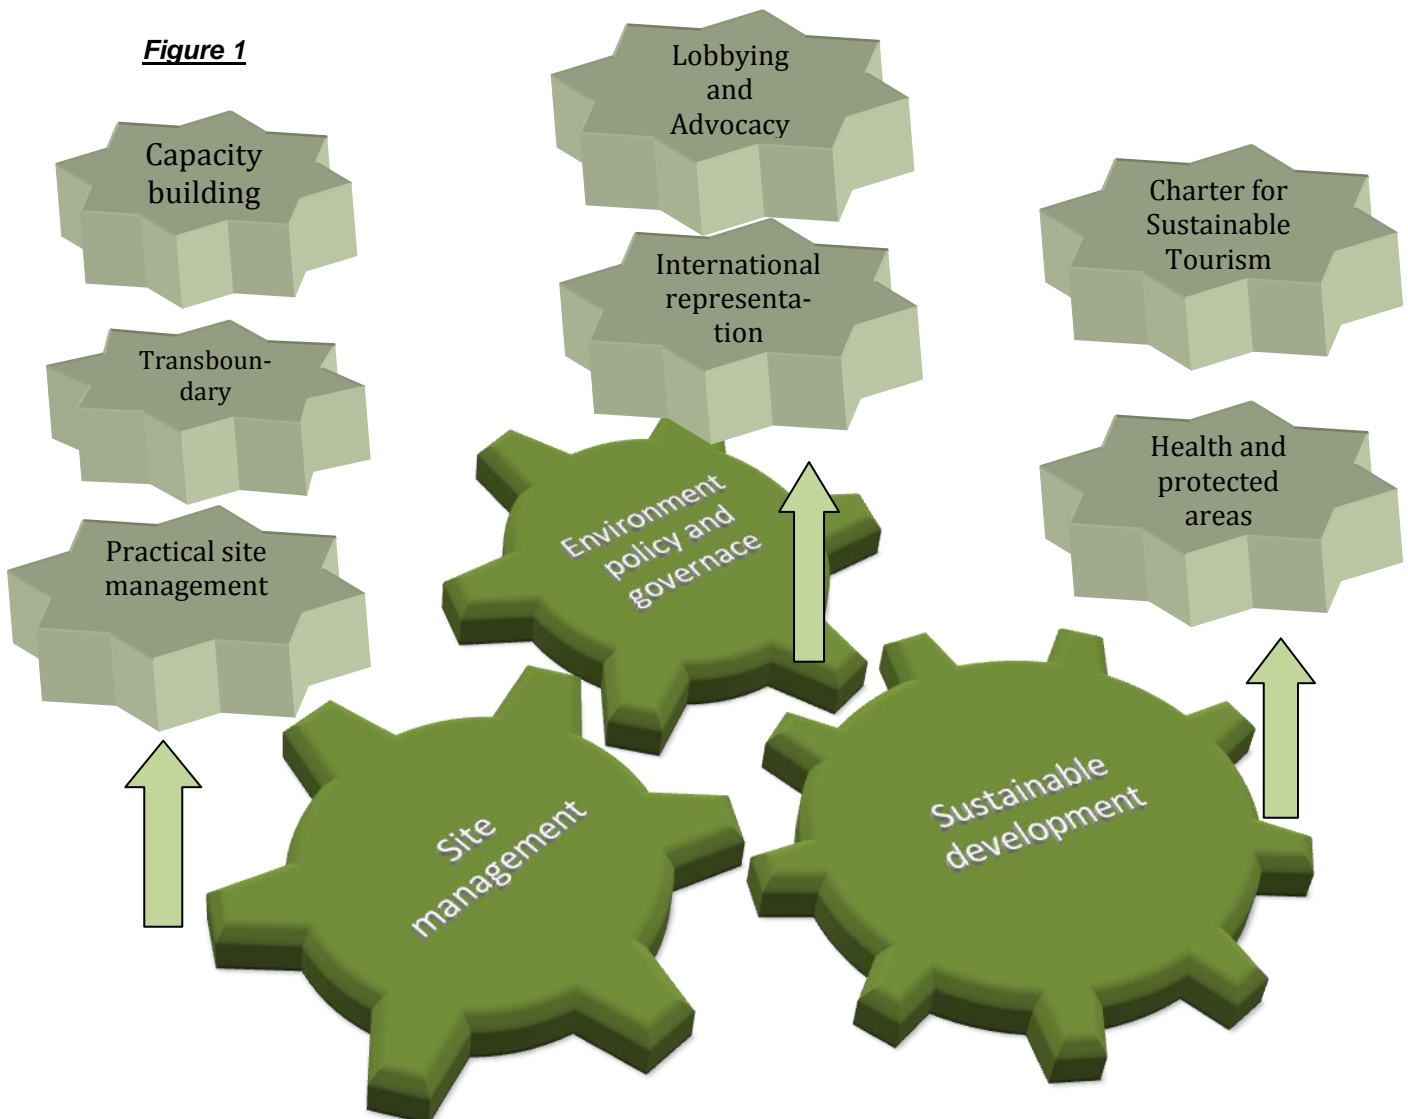 Figure 1
Lobbying
and
Advocacy
Capacity
building
Charter for
Sustainable
Tourism
International
representa-
tion
Transboun-
dary
Health and
protected
areas
Practical site
management
Environment
policy and
governace
Sustainable
development
Site
management